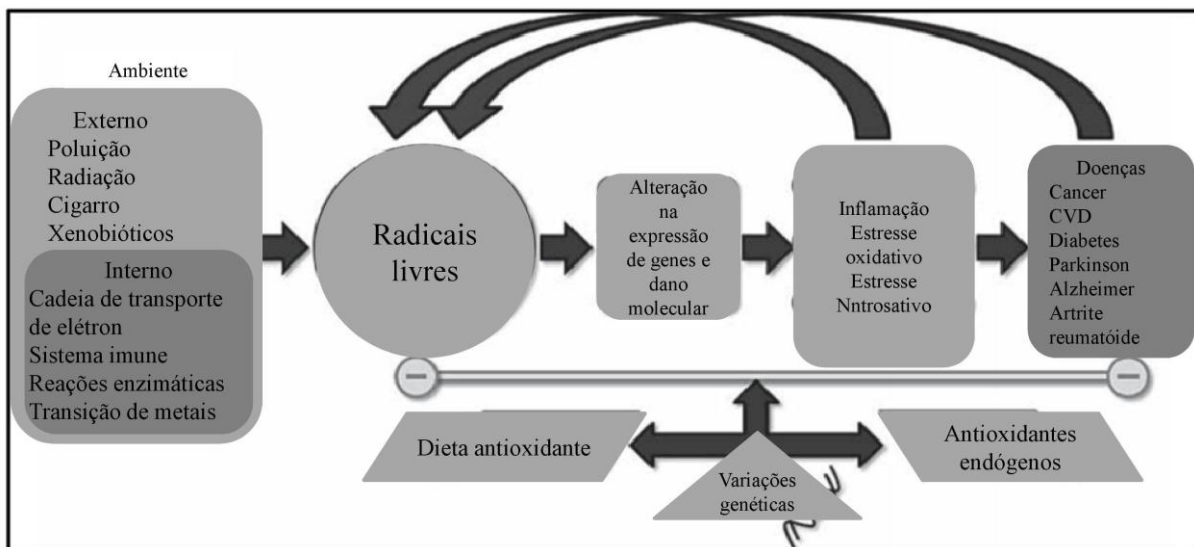 Ambiente
Externo
Poluição
Radiação
Cigarro
Xenobióticos
Interno
Cadeia de transporte
de elétron
Sistema imune
Reações enzimáticas
Transição de metais
Radicais
livres
Alteração
na
expressão
de genes e
dano
molecular
Inflamação
Estresse
oxidativo
Estresse
Nntrosativo
Doenças
Cancer
CVD
Diabetes
Parkinson
Alzheimer
Artrite
reumatóide
Dieta antioxidante
Variações
genéticas
Antioxidantes
endógenos